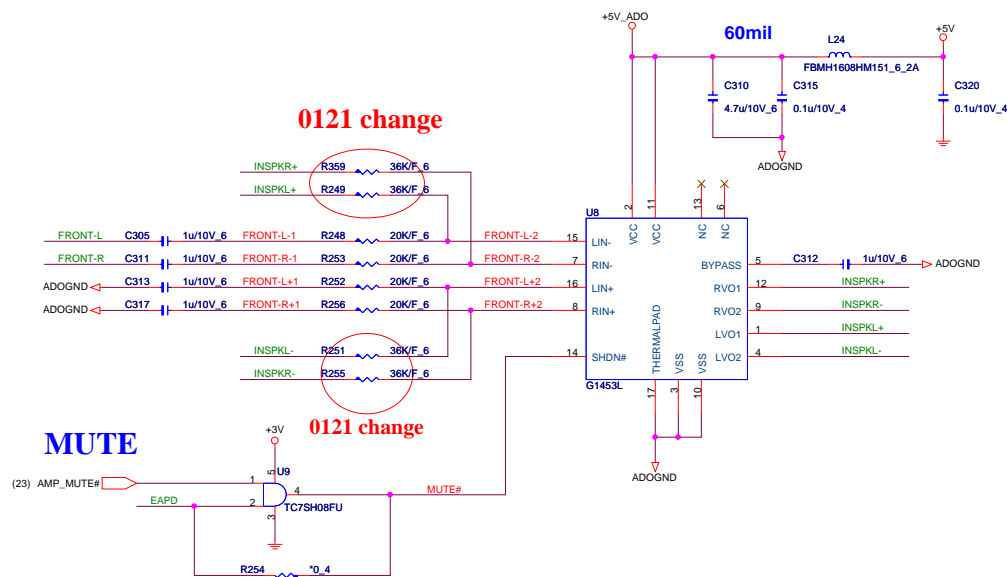 +5V_ADO
60mil
+5V
L24
FBMH1608HM151_6_2A
C310
4.7u/10V_6
C315
0.1u/10V_4
C320
0.1u/10V_4
ADOGND
0121 change
INSPKR+ R359 36K/F_6
INSPKL+ R249 36K/F_6
FRONT-L C305 1u/10V_6 FRONT-L-1 R248 20K/F_6 FRONT-L-2 15
FRONT-R C311 1u/10V_6 FRONT-R-1 R253 20K/F_6 FRONT-R-2 7
ADOGND C313 1u/10V_6 FRONT-L+1 R252 20K/F_6 FRONT-L+2 16
ADOGND C317 1u/10V_6 FRONT-R+1 R256 20K/F_6 FRONT-R+2 8
INSPKL- R251 36K/F_6
INSPKR- R255 36K/F_6
0121 change
U8
2 11 13 6
VCC VCC NC NC
LIN-
RIN-
LIN+
RIN+
14 SHDN#
BYPASS 5 C312 1u/10V_6 ADOGND
RVO1 12 INSPKR+
RVO2 9 INSPKR-
LVO1 1 INSPKL+
LVO2 4 INSPKL-
THERMALPAD VSS VSS
G1453L
17 3 10
ADOGND
MUTE
+3V
U9
5
(23) AMP_MUTE# 1
EAPD 2
4 MUTE#
TC7SH08FU
3
R254 *0_4